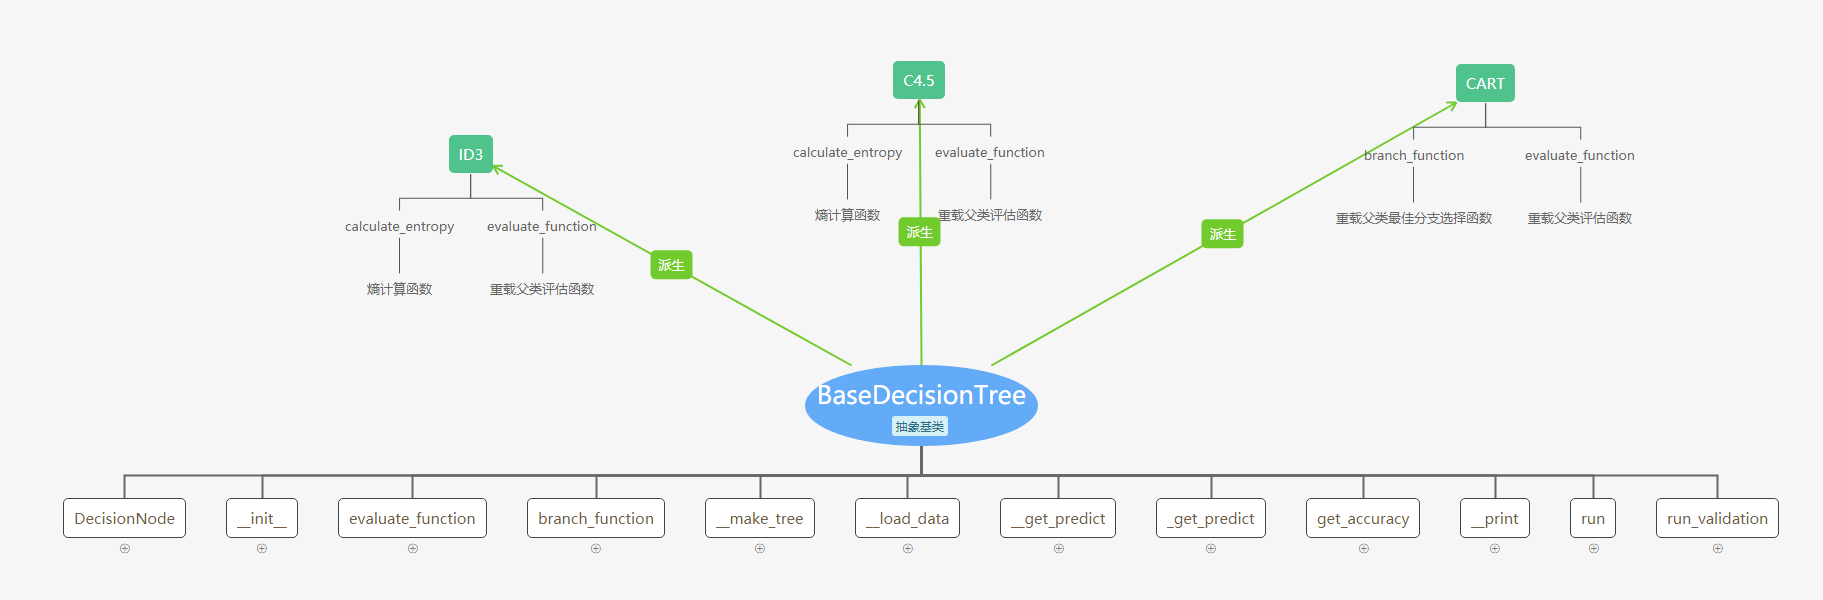 C4.5
CART
ID3
calculate_entropy
evaluate_function
branch_function
evaluate_function
熵计算函数
重载父类评估函数
重载父类最佳分支选择函数
重载父类评估函数
calculate_entropy
evaluate_function
派生
派生
派生
熵计算函数
重载父类评估函数
BaseDecisionTree
抽象基类
DecisionNode
__init__
evaluate_function
branch_function
__make_tree
__load_data
__get_predict
_get_predict
get_accuracy
__print
run
run_validation